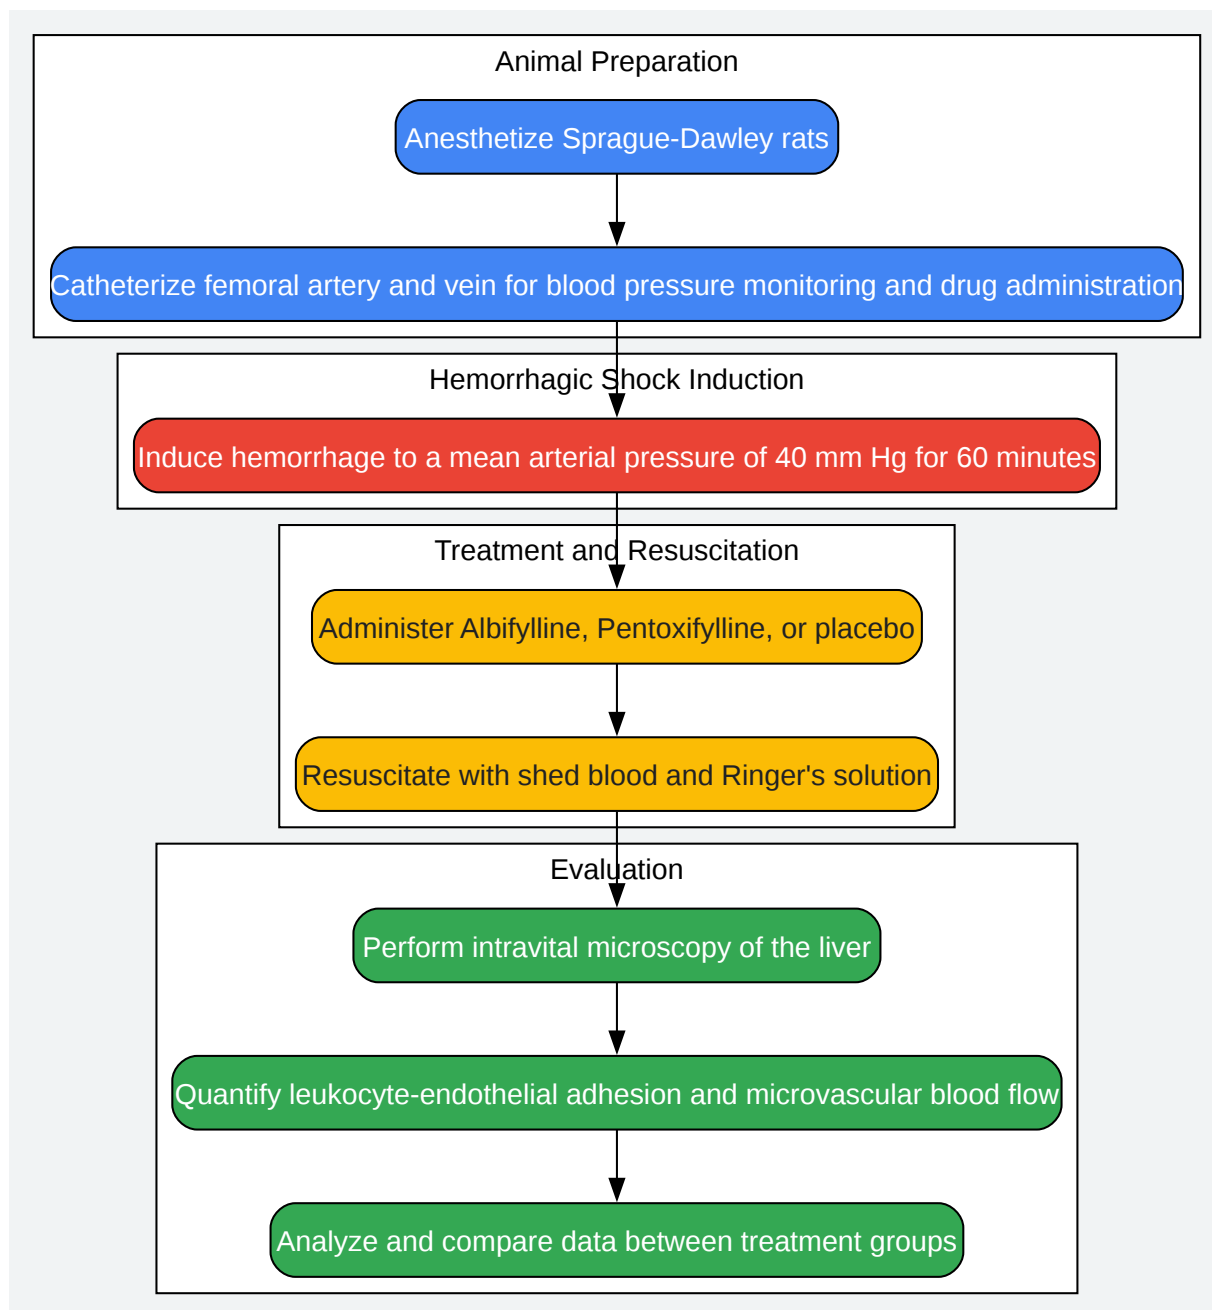 Animal Preparation
Anesthetize Sprague-Dawley rats
Catheterize femoral artery and vein for blood pressure monitoring and drug administration
Hemorrhagic Shock Induction
Induce hemorrhage to a mean arterial pressure of 40 mm Hg for 60 minutes
Treatment and Resuscitation
Administer Albifylline, Pentoxifylline, or placebo
Resuscitate with shed blood and Ringer's solution
Evaluation
Perform intravital microscopy of the liver
Quantify leukocyte-endothelial adhesion and microvascular blood flow
Analyze and compare data between treatment groups